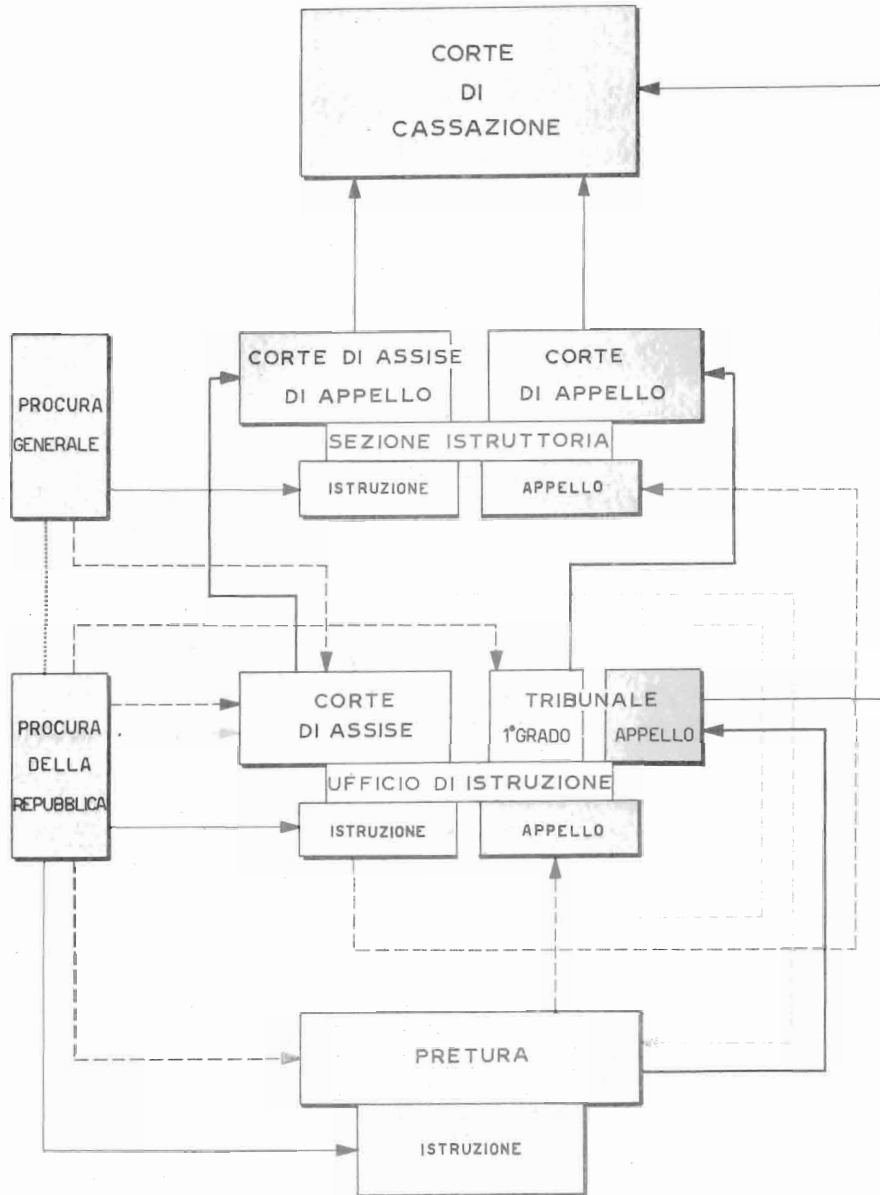 CORTE
DI
CASSAZIONE
PROCURA
GENERALE
CORTE DI ASSISE
DI APPELLO
CORTE
DI APPELLO
SEZIONE ISTRUTTORIA
ISTRUZIONE
APPELLO
PROCURA
DELLA
REPUBBLICA
CORTE
DI ASSISE
TRIBUNALE
1° GRADO
APPELLO
UFFICIO DI ISTRUZIONE
ISTRUZIONE
APPELLO
PRETURA
ISTRUZIONE